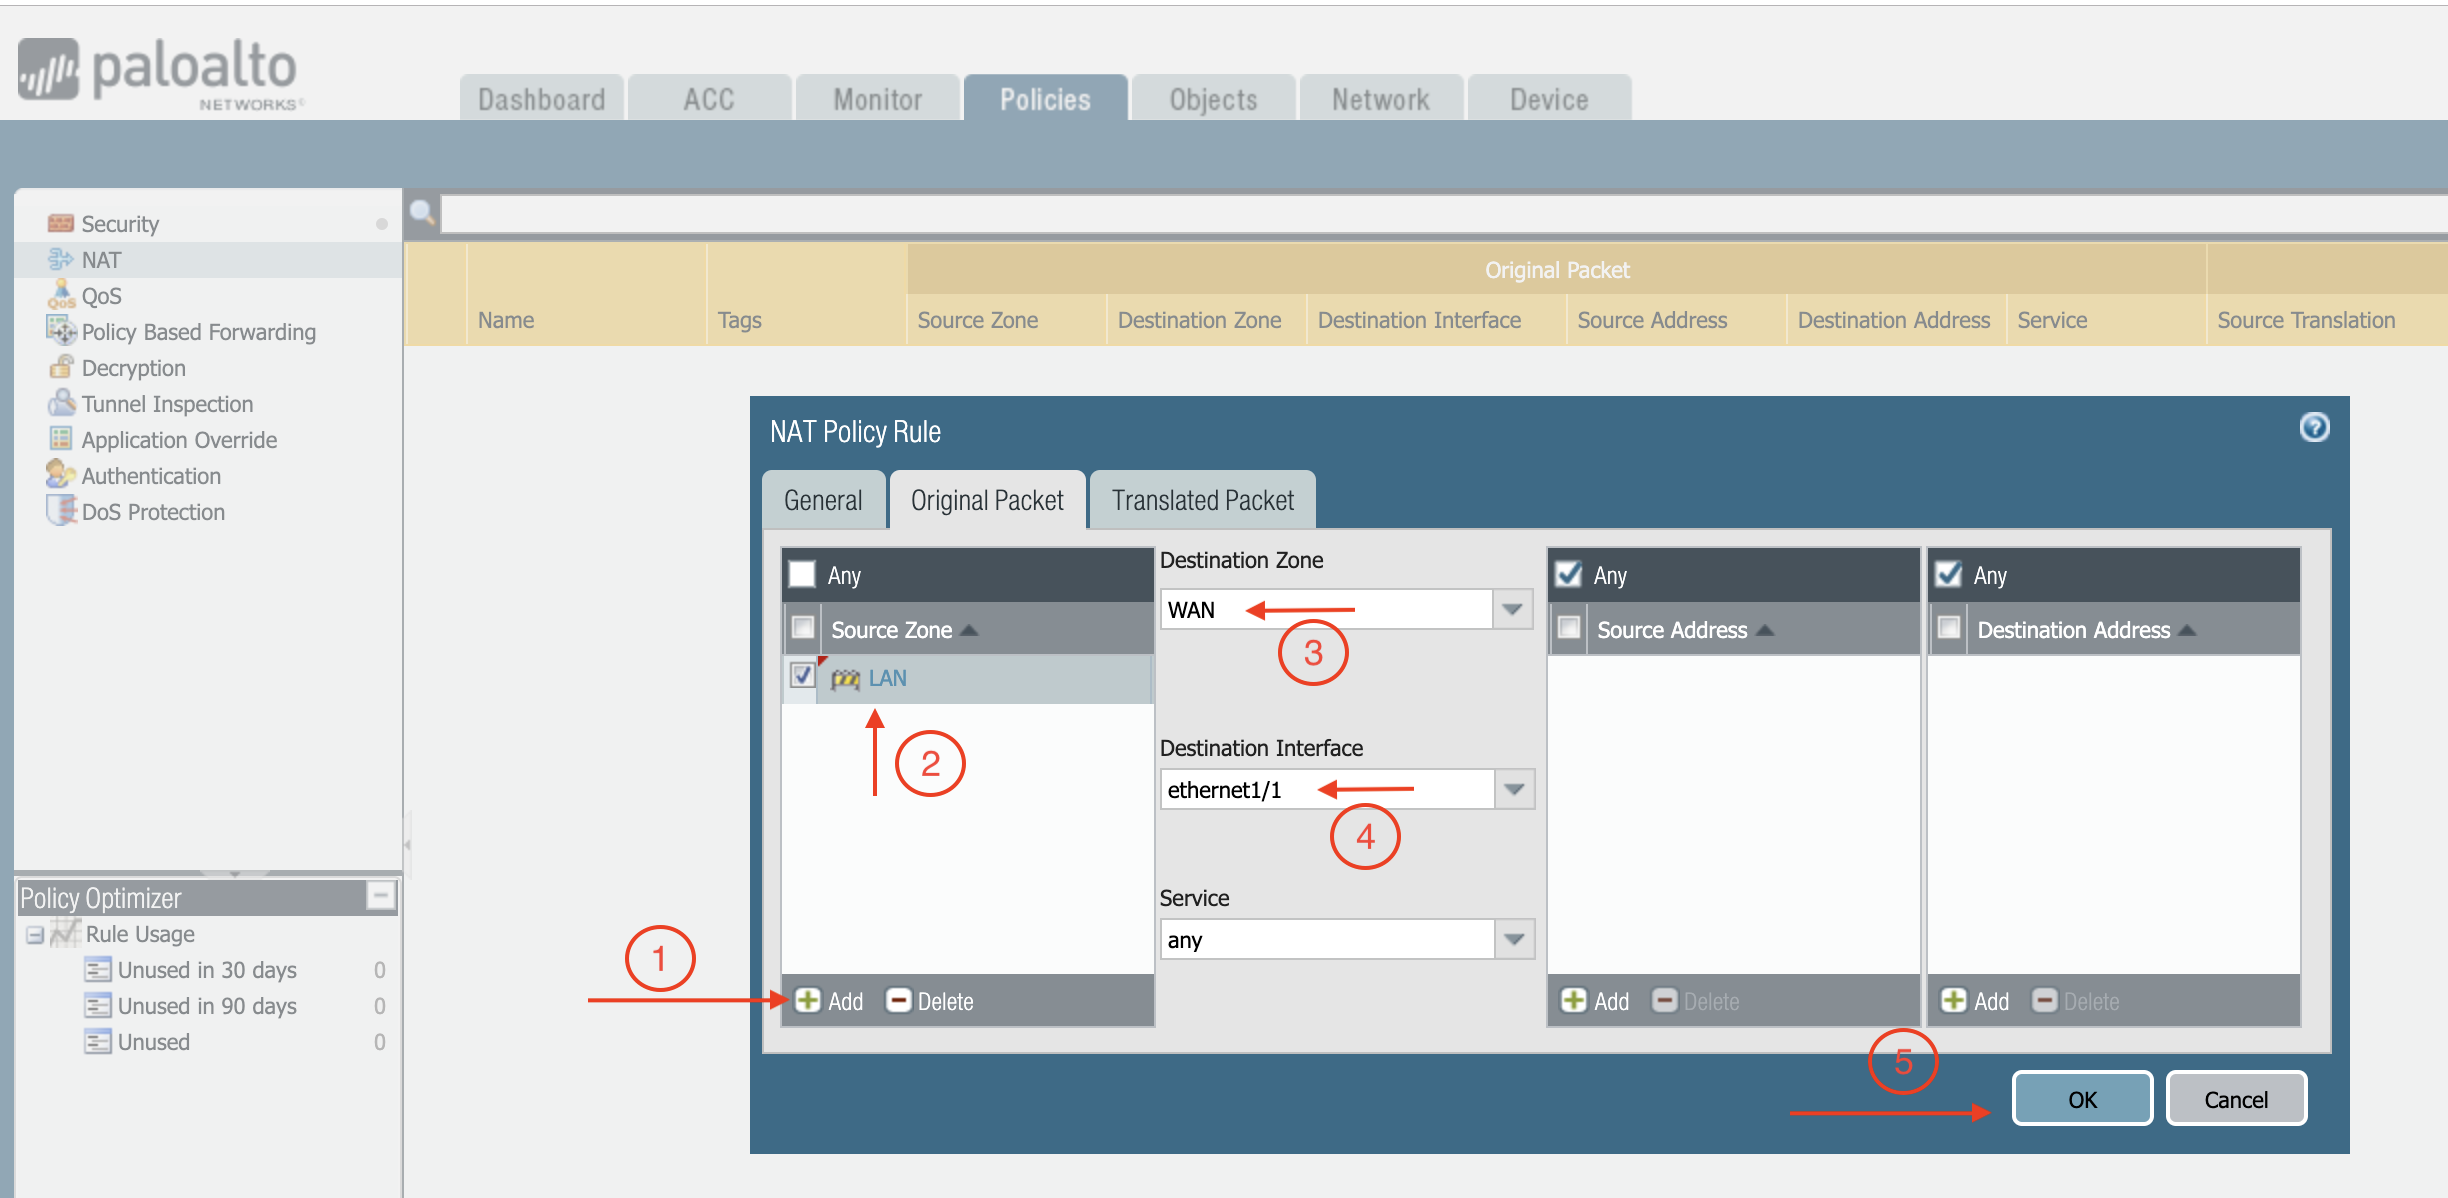 paloalto
NETWORKS
Dashboard
ACC
Monitor
Policies
Objects
Network
Device
Security
NAT
QoS
QoS
Policy Based Forwarding
Decryption
Tunnel Inspection
Application Override
Authentication
DoS Protection
Original Packet
Name
Tags
Source Zone
Destination Zone
Destination Interface
Source Address
Destination Address
Service
Source Translation
NAT Policy Rule
?
General
Original Packet
Translated Packet
Any
Source Zone
LAN
2
1
Add
Delete
Destination Zone
WAN
3
Destination Interface
ethernet1/1
4
Service
any
Any
Source Address
Add
Delete
Any
Destination Address
Add
Delete
5
OK
Cancel
Policy Optimizer
Rule Usage
Unused in 30 days 0
Unused in 90 days 0
Unused 0